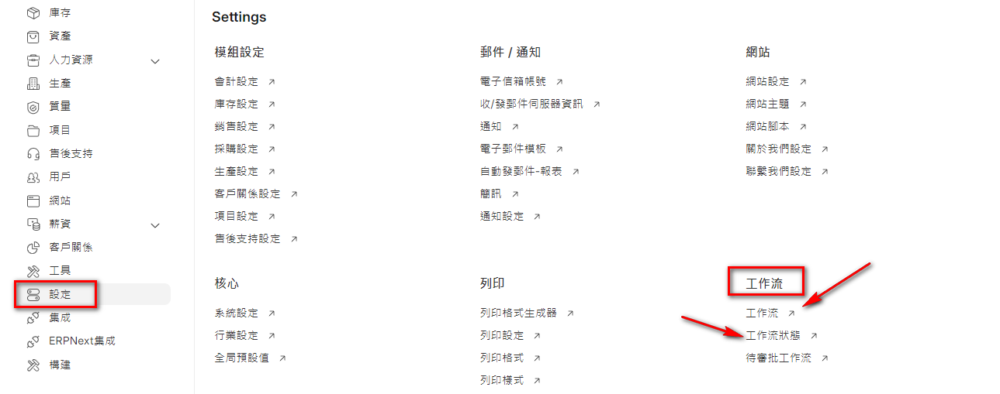 庫存
資產
人力資源
生產
質量
項目
售後支持
用戶
網站
薪資
客戶關係
工具
設定
集成
ERPNext集成
構建
Settings
模組設定
會計設定
庫存設定
銷售設定
採購設定
生產設定
客戶關係設定
項目設定
售後支持設定
郵件 / 通知
電子信箱帳號
收/發郵件伺服器資訊
通知
電子郵件模板
自動發郵件-報表
簡訊
通知設定
網站
網站設定
網站主題
網站腳本
關於我們設定
聯繫我們設定
核心
系統設定
行業設定
全局預設值
列印
列印格式生成器
列印設定
列印格式
列印樣式
工作流
工作流
工作流狀態
待審批工作流